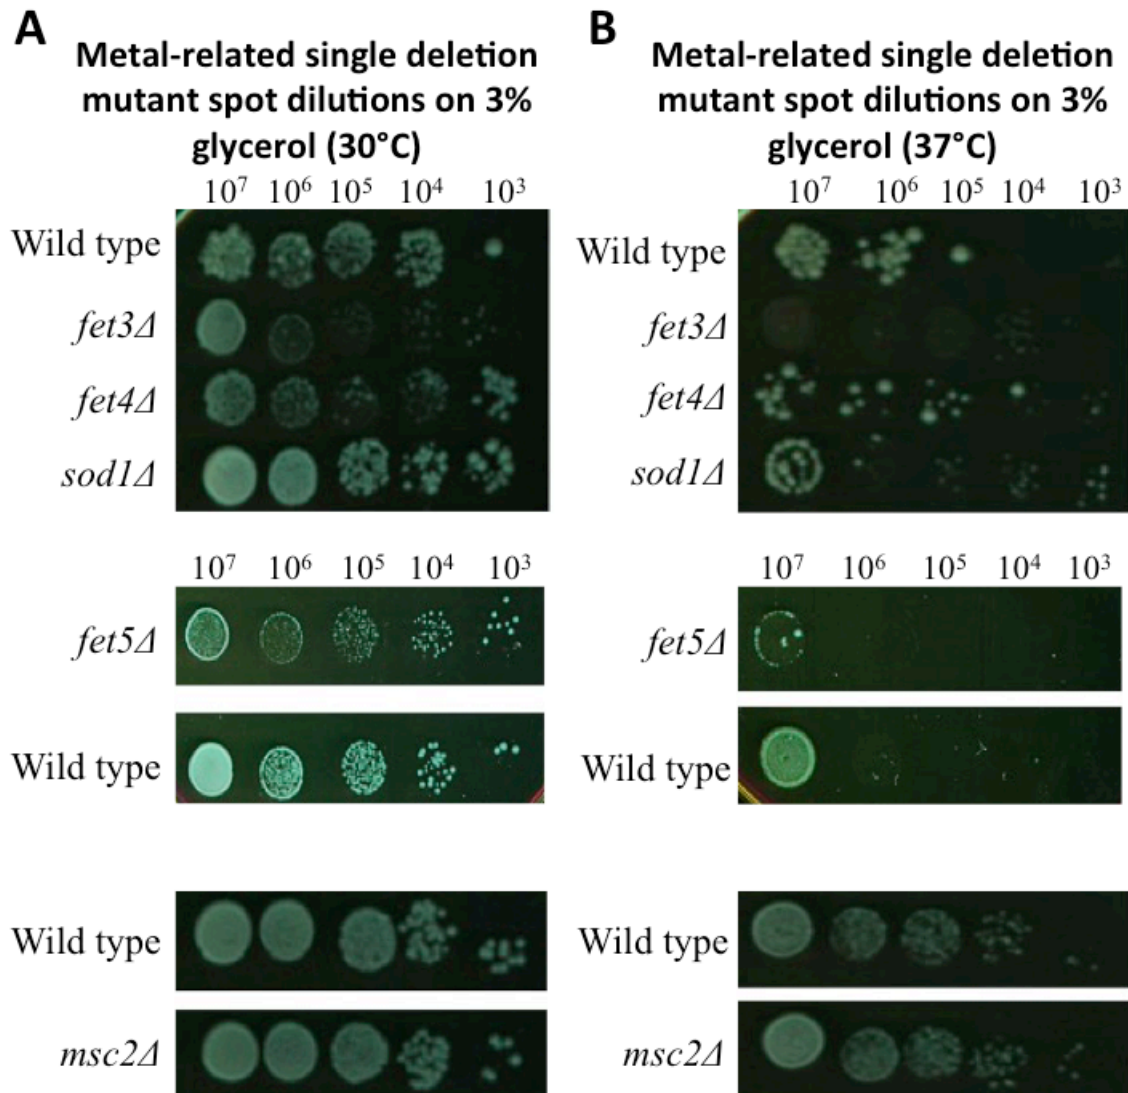 A
Metal-related single deletion
mutant spot dilutions on 3%
glycerol (30°C)
10⁷ 10⁶ 10⁵ 10⁴ 10³
Wild type
fet3Δ
fet4Δ
sod1Δ
10⁷ 10⁶ 10⁵ 10⁴ 10³
fet5Δ
Wild type
Wild type
msc2Δ
B
Metal-related single deletion
mutant spot dilutions on 3%
glycerol (37°C)
10⁷ 10⁶ 10⁵ 10⁴ 10³
Wild type
fet3Δ
fet4Δ
sod1Δ
10⁷ 10⁶ 10⁵ 10⁴ 10³
fet5Δ
Wild type
Wild type
msc2Δ